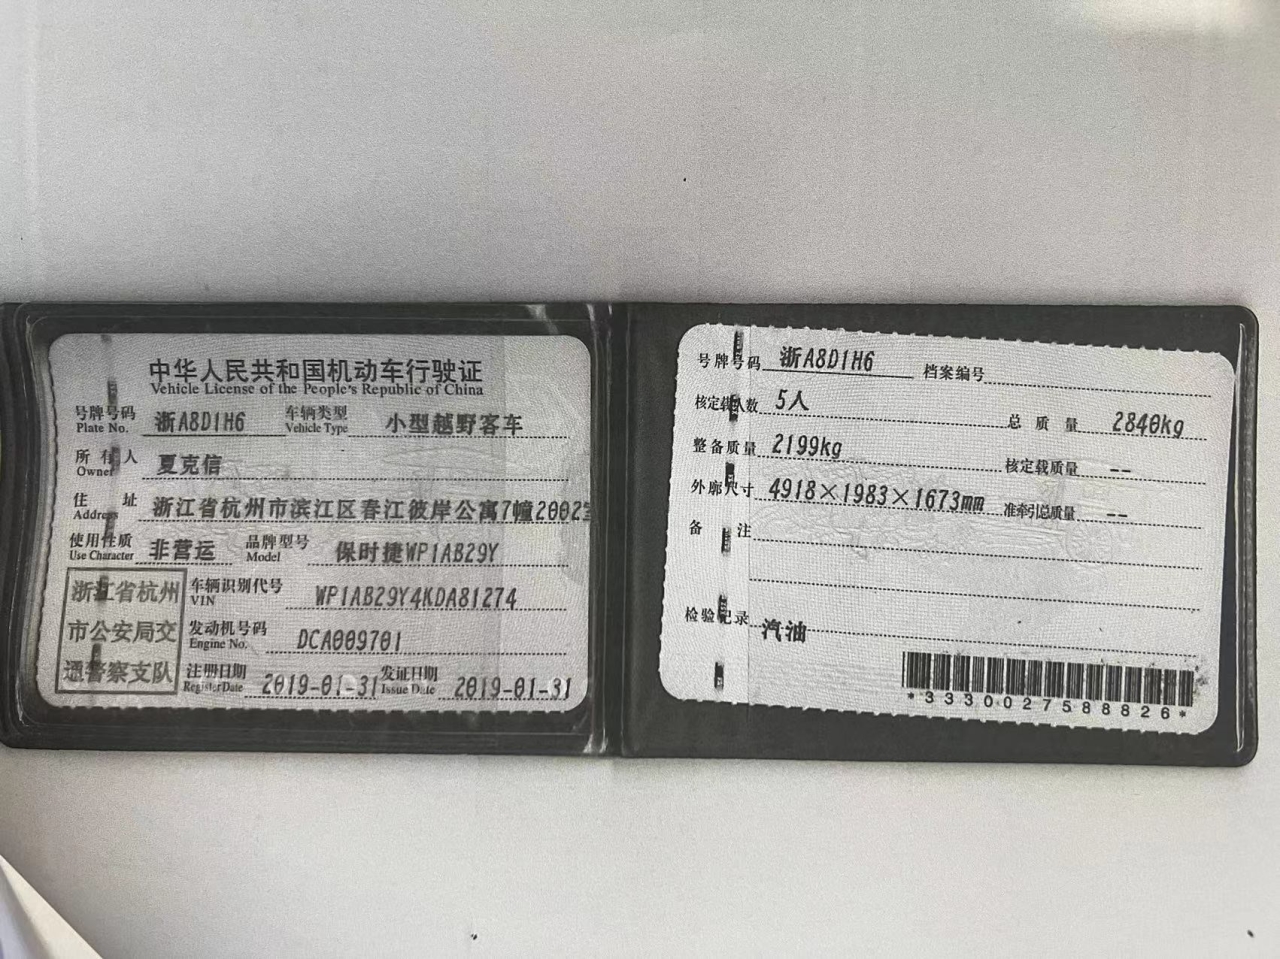 中华人民共和国机动车行驶证
Vehicle License of the People's Republic of China
号牌号码 浙A8D1H6 车辆类型 小型越野客车
Plate No. Vehicle Type
所有人 夏克信
Owner
住址 浙江省杭州市滨江区春江彼岸公寓7幢2002室
Address
使用性质 非营运 品牌型号 保时捷WP1AB29Y
Use Character Model
车辆识别代号 WP1AB29Y4KDA81274
VIN
发动机号码 DCA009701
Engine No.
注册日期 2019-01-31 发证日期 2019-01-31
Register Date Issue Date
浙江省杭州
市公安局交
通警察支队
号牌号码 浙A8D1H6 档案编号
核定载人数 5人 总质量 2840kg
整备质量 2199kg 核定载质量 --
外廓尺寸 4918×1983×1673mm 准牵引总质量 --
备注
检验记录 汽油
*3330027588826*